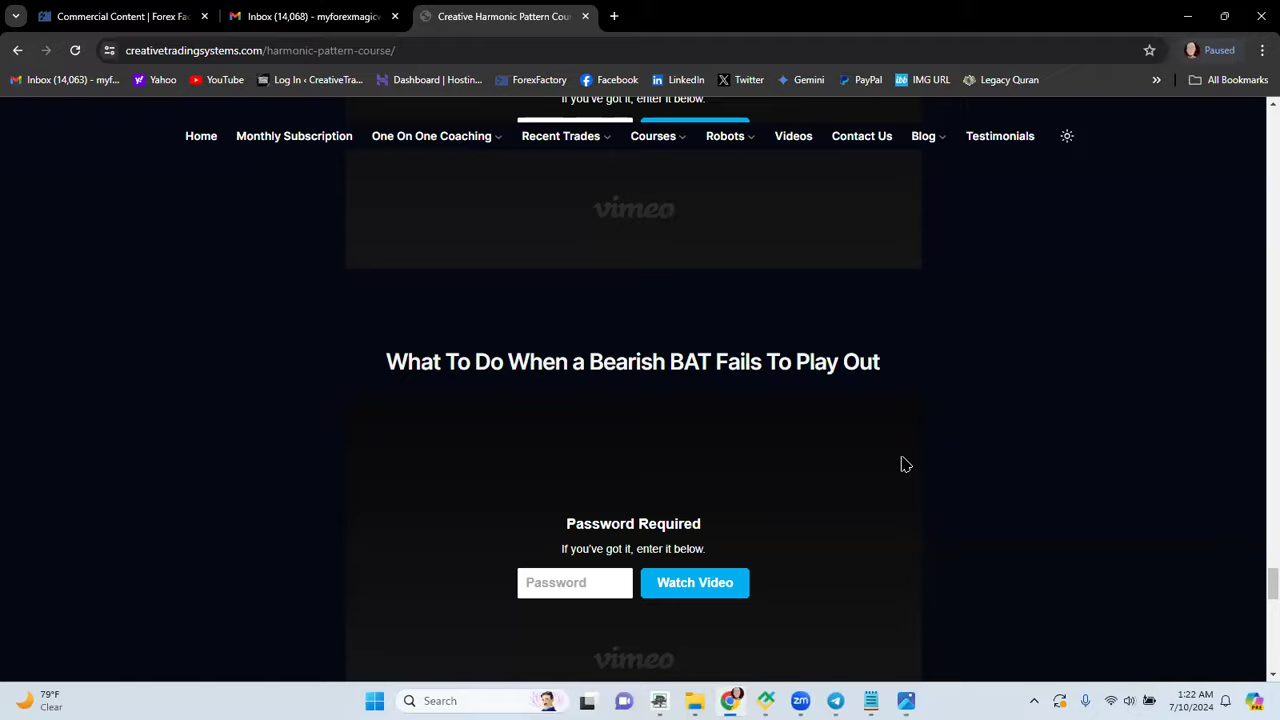 Commercial Content | Forex Fac
Inbox (14,068) - myforexmagicw
Creative Harmonic Pattern Cour
creativetradingsystems.com/harmonic-pattern-course/
Paused
Inbox (14,063) - myf...
Yahoo
YouTube
Log In ‹ CreativeTra...
Dashboard | Hostin...
ForexFactory
Facebook
LinkedIn
Twitter
Gemini
PayPal
IMG URL
Legacy Quran
All Bookmarks
If you've got it, enter it below.
Home
Monthly Subscription
One On One Coaching
Recent Trades
Courses
Robots
Videos
Contact Us
Blog
Testimonials
vimeo
What To Do When a Bearish BAT Fails To Play Out
Password Required
If you've got it, enter it below.
Password
Watch Video
vimeo
79°F
Clear
Search
zm
1:22 AM
7/10/2024